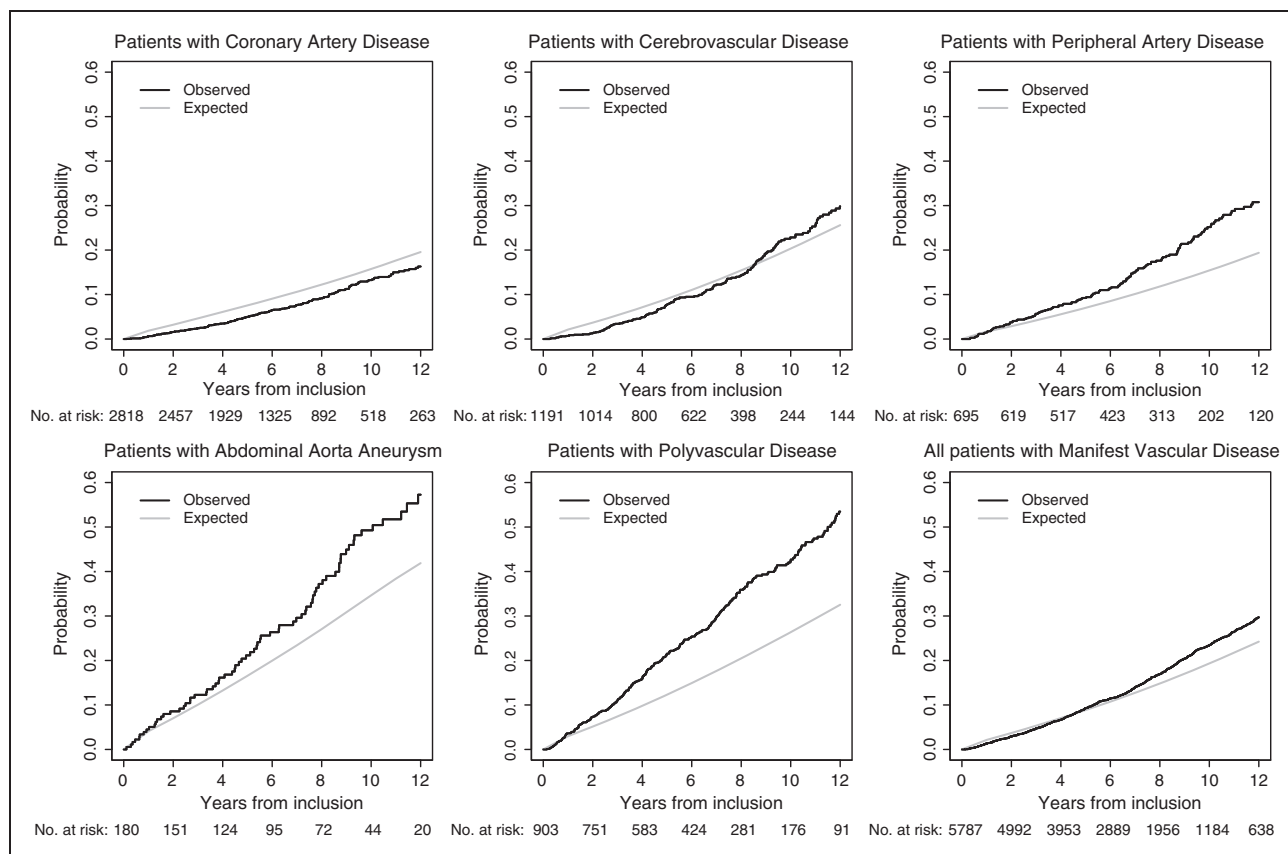 Patients with Coronary Artery Disease
Observed
Expected
Probability
0.6
0.5
0.4
0.3
0.2
0.1
0.0
0 2 4 6 8 10 12
Years from inclusion
No. at risk: 2818 2457 1929 1325 892 518 263
Patients with Cerebrovascular Disease
Observed
Expected
Probability
0.6
0.5
0.4
0.3
0.2
0.1
0.0
0 2 4 6 8 10 12
Years from inclusion
No. at risk: 1191 1014 800 622 398 244 144
Patients with Peripheral Artery Disease
Observed
Expected
Probability
0.6
0.5
0.4
0.3
0.2
0.1
0.0
0 2 4 6 8 10 12
Years from inclusion
No. at risk: 695 619 517 423 313 202 120
Patients with Abdominal Aorta Aneurysm
Observed
Expected
Probability
0.6
0.5
0.4
0.3
0.2
0.1
0.0
0 2 4 6 8 10 12
Years from inclusion
No. at risk: 180 151 124 95 72 44 20
Patients with Polyvascular Disease
Observed
Expected
Probability
0.6
0.5
0.4
0.3
0.2
0.1
0.0
0 2 4 6 8 10 12
Years from inclusion
No. at risk: 903 751 583 424 281 176 91
All patients with Manifest Vascular Disease
Observed
Expected
Probability
0.6
0.5
0.4
0.3
0.2
0.1
0.0
0 2 4 6 8 10 12
Years from inclusion
No. at risk: 5787 4992 3953 2889 1956 1184 638